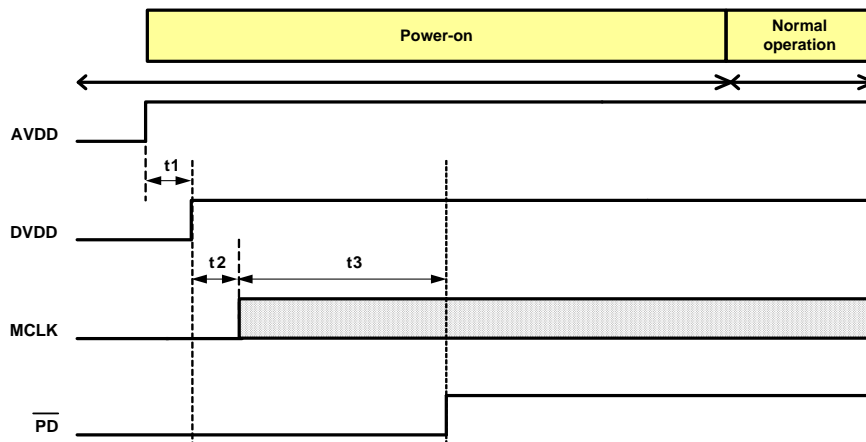 Power-on
Normal
operation
AVDD
t1
DVDD
t2
t3
MCLK
PD